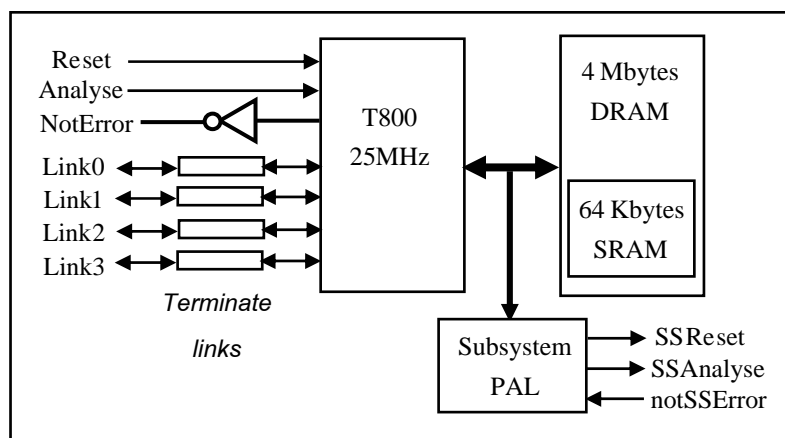 Reset
Analyse
NotError
Link0
Link1
Link2
Link3
Terminate
links
T800
25MHz
4 Mbytes
DRAM
64 Kbytes
SRAM
Subsystem
PAL
SSReset
SSAnalyse
notSSError